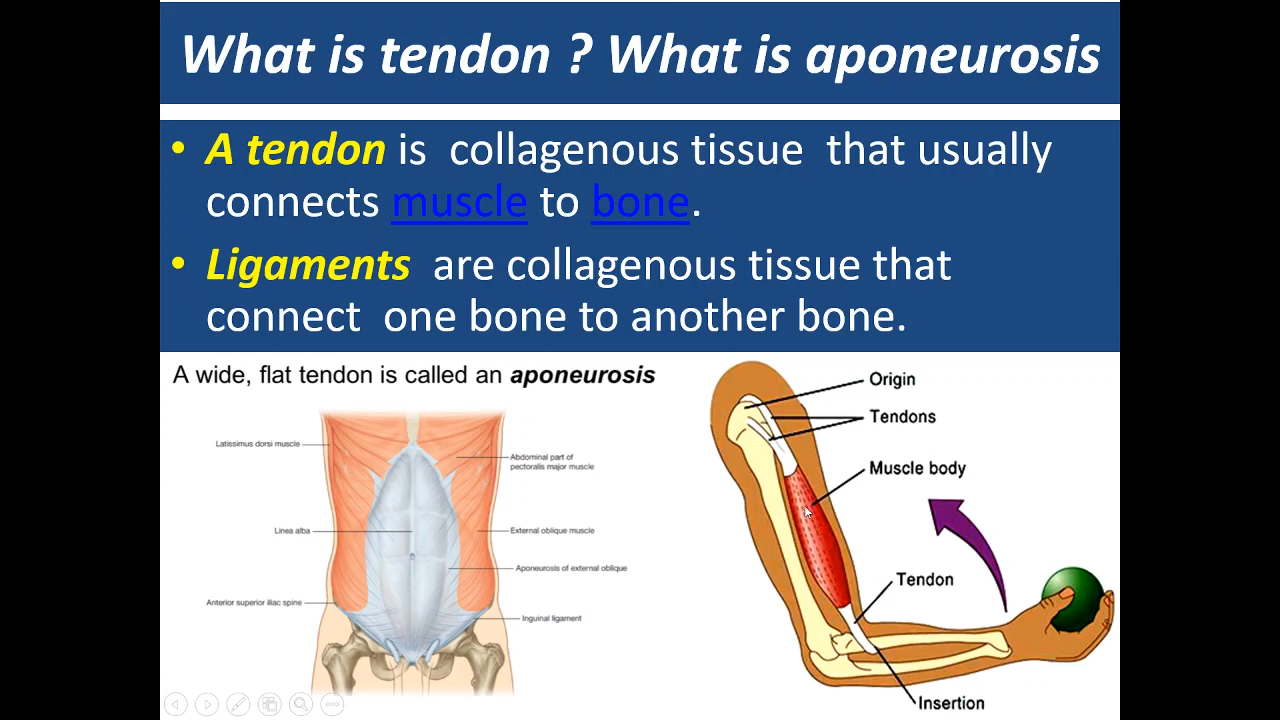 What is tendon ? What is aponeurosis
• A tendon is collagenous tissue that usually
connects muscle to bone.
• Ligaments are collagenous tissue that
connect one bone to another bone.
A wide, flat tendon is called an aponeurosis
Latissimus dorsi muscle
Abdominal part of
pectoralis major muscle
Linea alba
External oblique muscle
Aponeurosis of external oblique
Anterior superior iliac spine
Inguinal ligament
Origin
Tendons
Muscle body
Tendon
Insertion